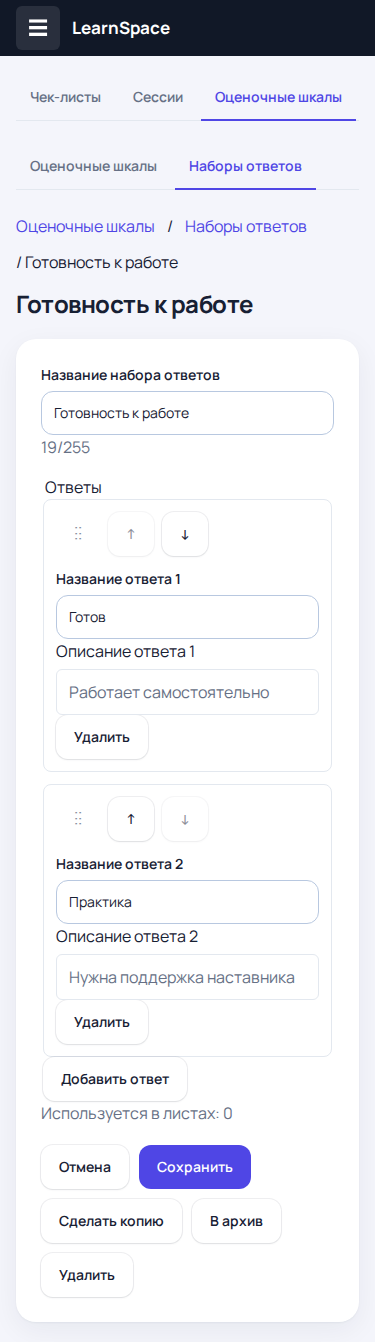 ☰ LearnSpace
Чек-листы Сессии Оценочные шкалы
Оценочные шкалы Наборы ответов
Оценочные шкалы / Наборы ответов
/ Готовность к работе
Готовность к работе
Название набора ответов
Готовность к работе
19/255
Ответы
↑ ↓
Название ответа 1
Готов
Описание ответа 1
Работает самостоятельно
Удалить
↑ ↓
Название ответа 2
Практика
Описание ответа 2
Нужна поддержка наставника
Удалить
Добавить ответ
Используется в листах: 0
Отмена Сохранить
Сделать копию В архив
Удалить